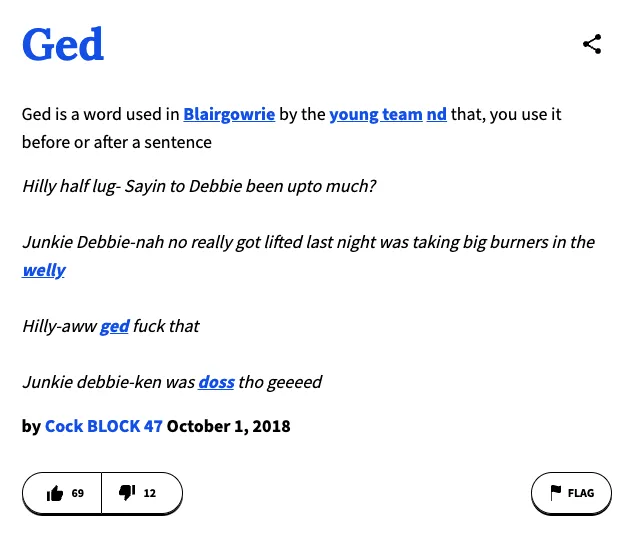 Ged
Ged is a word used in Blairgowrie by the young team nd that, you use it
before or after a sentence
Hilly half lug- Sayin to Debbie been upto much?
Junkie Debbie-nah no really got lifted last night was taking big burners in the
welly
Hilly-aww ged fuck that
Junkie debbie-ken was doss tho geeeed
by Cock BLOCK 47 October 1, 2018
69 12 FLAG